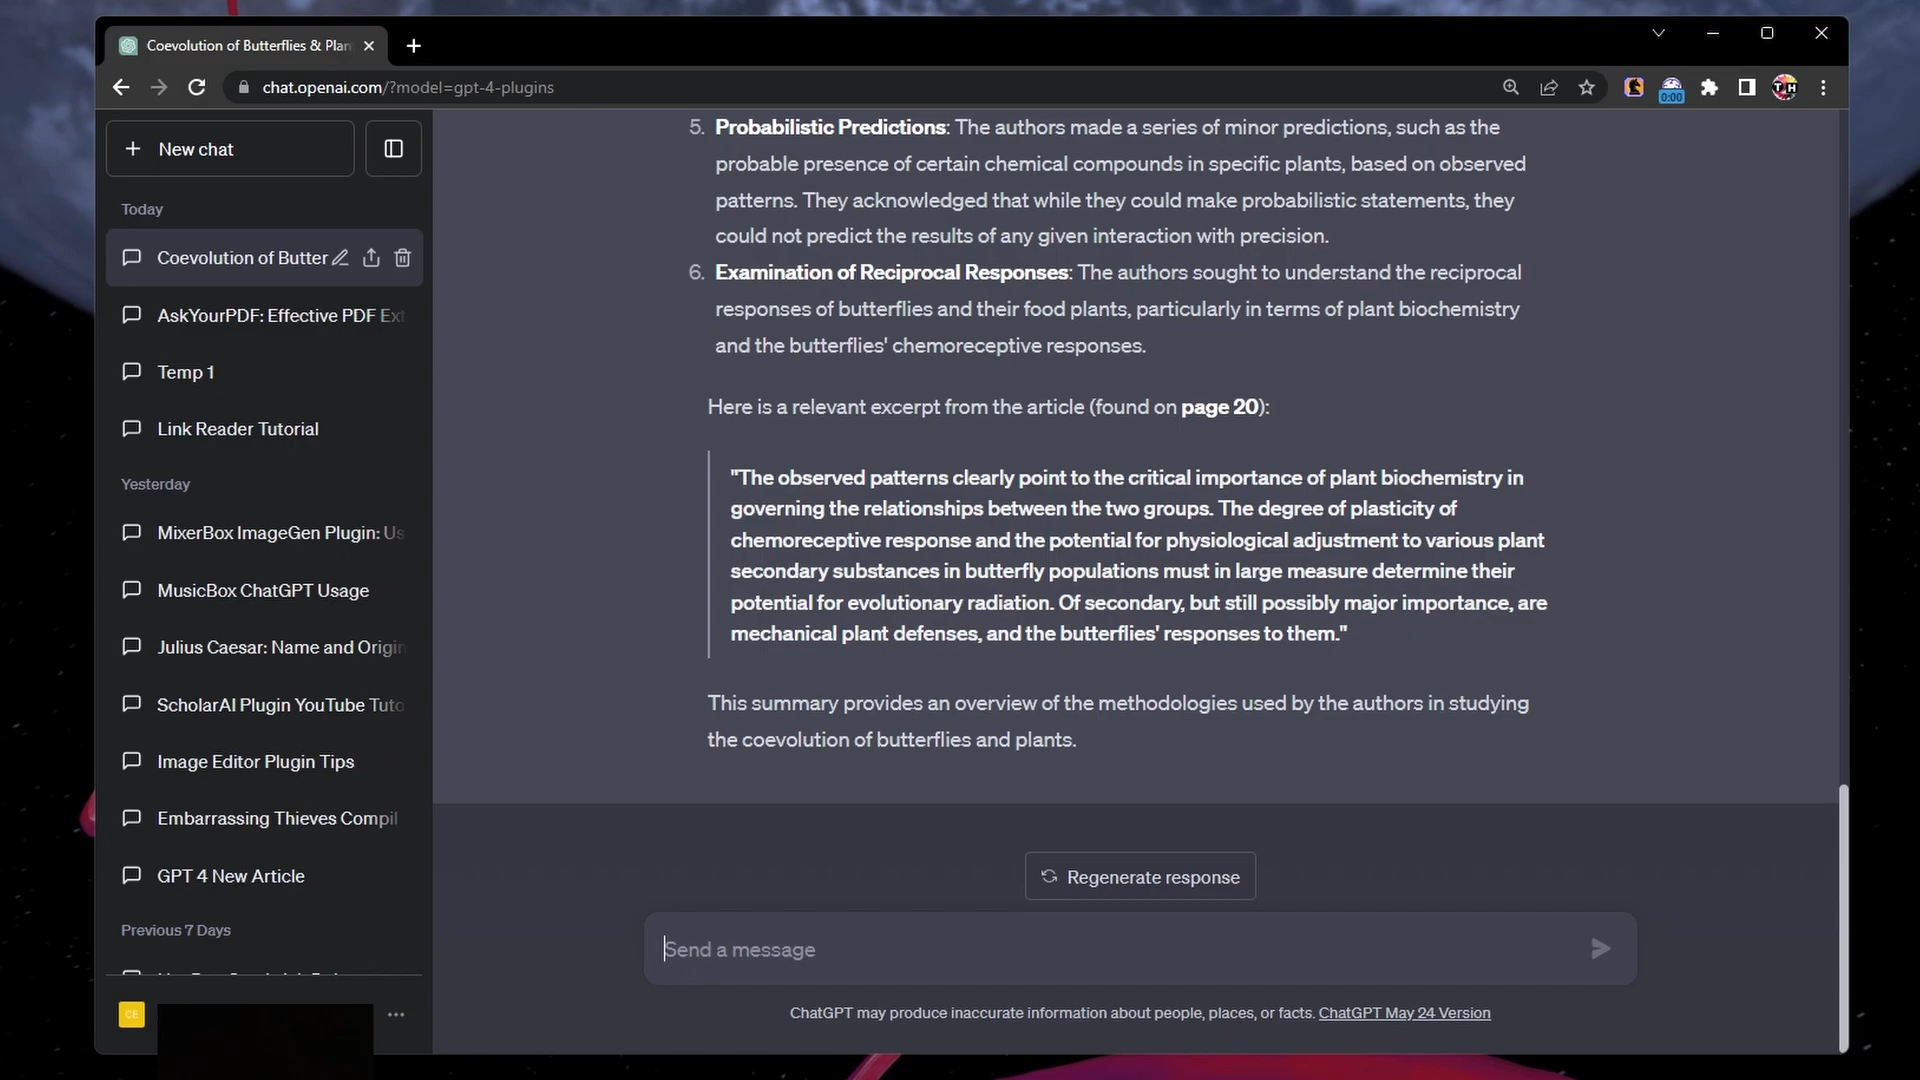 Coevolution of Butterflies & Plan
chat.openai.com/?model=gpt-4-plugins
0:00
New chat
Today
Coevolution of Butter
AskYourPDF: Effective PDF Ext
Temp 1
Link Reader Tutorial
Yesterday
MixerBox ImageGen Plugin: Us
MusicBox ChatGPT Usage
Julius Caesar: Name and Origin
ScholarAI Plugin YouTube Tuto
Image Editor Plugin Tips
Embarrassing Thieves Compil
GPT 4 New Article
Previous 7 Days
CE
5. Probabilistic Predictions: The authors made a series of minor predictions, such as the
probable presence of certain chemical compounds in specific plants, based on observed
patterns. They acknowledged that while they could make probabilistic statements, they
could not predict the results of any given interaction with precision.
6. Examination of Reciprocal Responses: The authors sought to understand the reciprocal
responses of butterflies and their food plants, particularly in terms of plant biochemistry
and the butterflies' chemoreceptive responses.
Here is a relevant excerpt from the article (found on page 20):
"The observed patterns clearly point to the critical importance of plant biochemistry in
governing the relationships between the two groups. The degree of plasticity of
chemoreceptive response and the potential for physiological adjustment to various plant
secondary substances in butterfly populations must in large measure determine their
potential for evolutionary radiation. Of secondary, but still possibly major importance, are
mechanical plant defenses, and the butterflies' responses to them."
This summary provides an overview of the methodologies used by the authors in studying
the coevolution of butterflies and plants.
Regenerate response
Send a message
ChatGPT may produce inaccurate information about people, places, or facts. ChatGPT May 24 Version